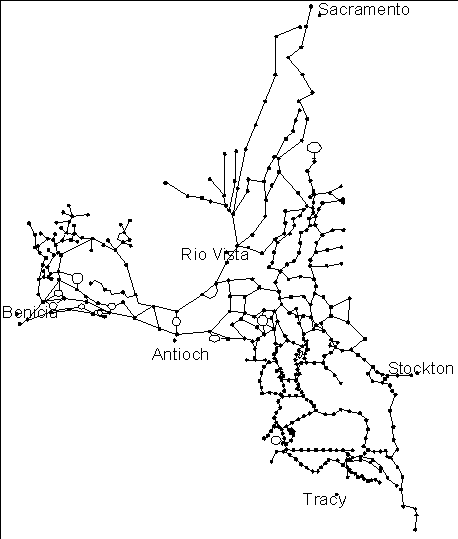 Sacramento
Rio Vista
Benicia
Antioch
Stockton
Tracy